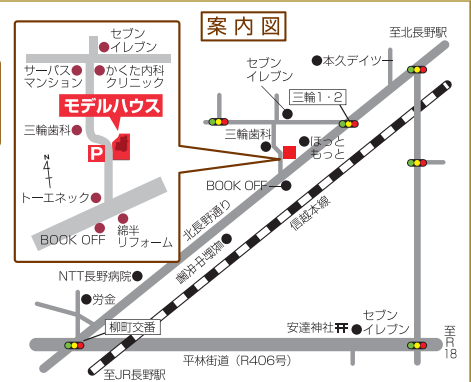 案内図
至北長野駅
セブン
イレブン
サーパス
マンション
かくた内科
クリニック
モデルハウス
三輪歯科
P
N
トーエネック
BOOK OFF
綿半
リフォーム
セブン
イレブン
本久デイツー
三輪1・2
三輪歯科
ほっと
もっと
BOOK OFF
北長野通り
信越本線
NTT長野病院
労金
柳町交番
安達神社
セブン
イレブン
至
R
18
平林街道（R406号）
至JR長野駅